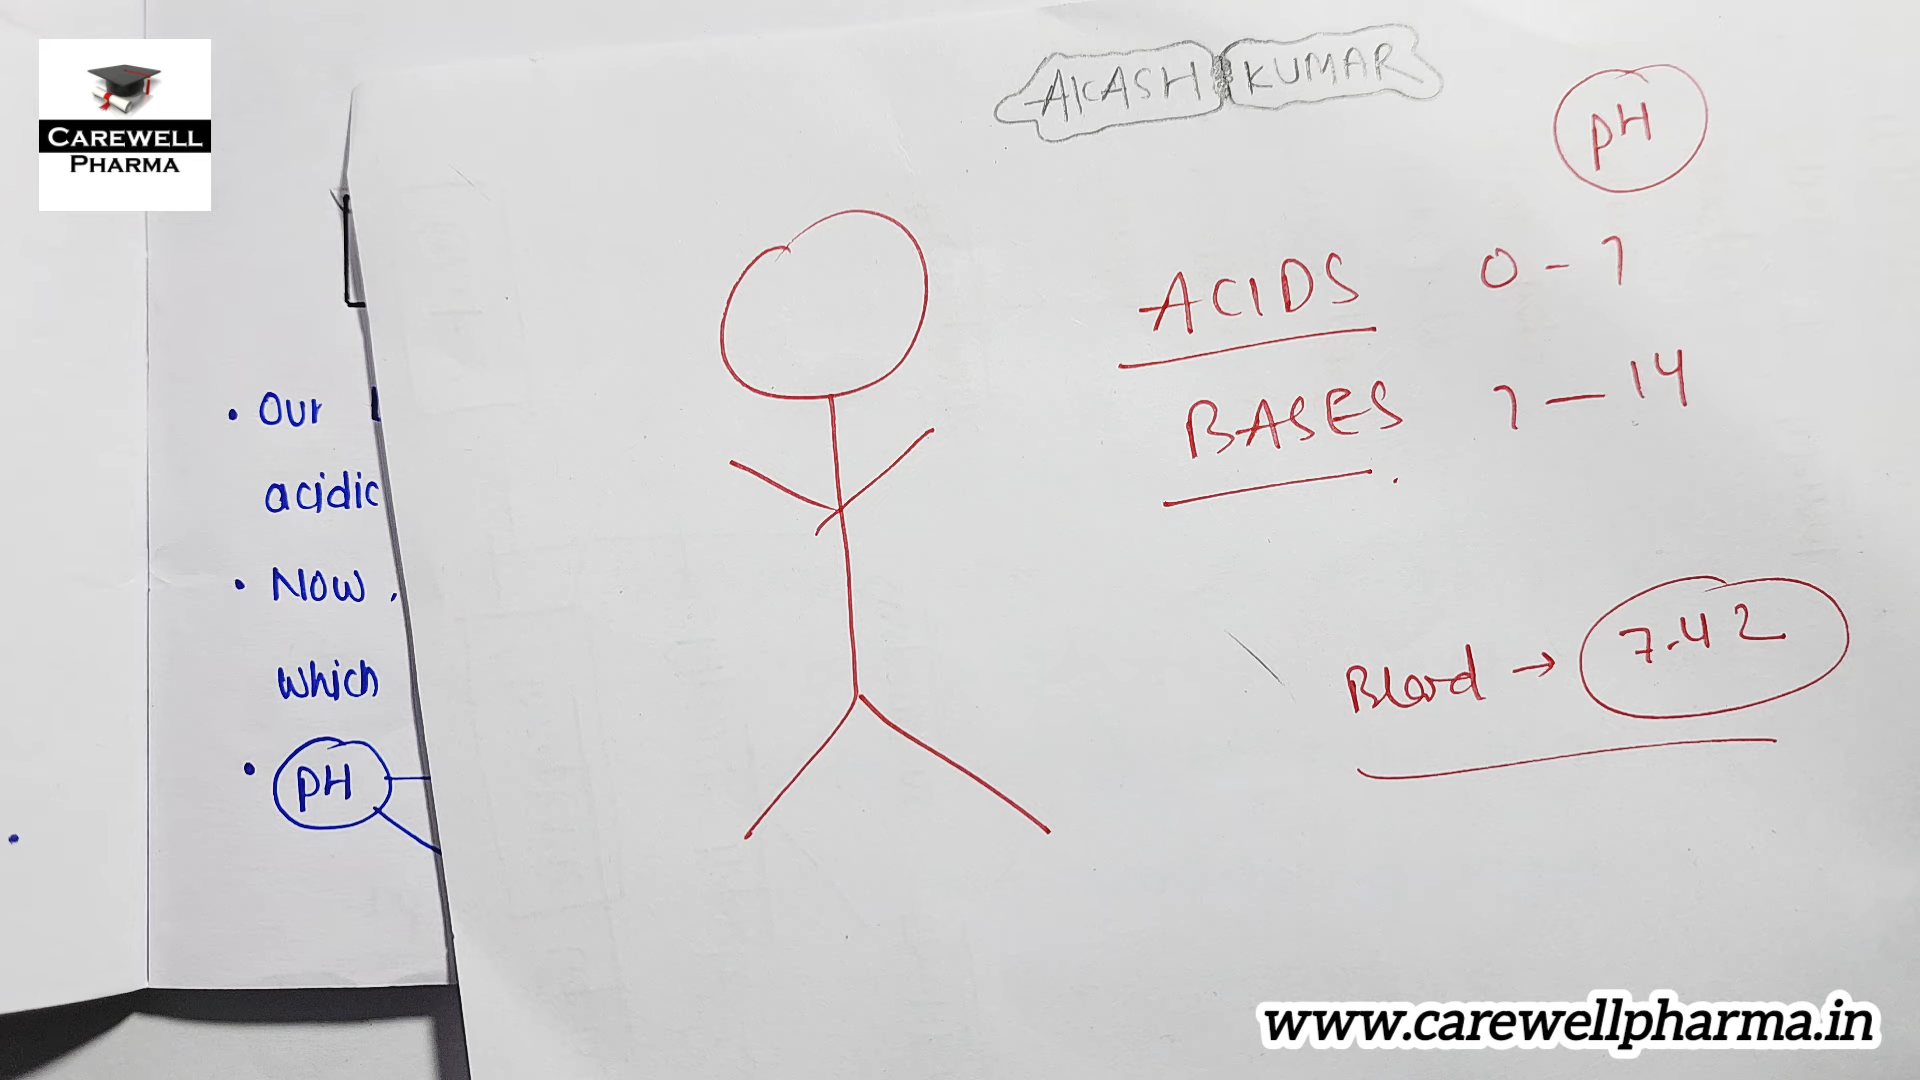 CAREWELL
PHARMA
AKASH KUMAR
pH
ACIDS 0 - 7
BASES 7 — 14
Blood → 7.42
• Our
acidic
• Now,
which
• pH
www.carewellpharma.in